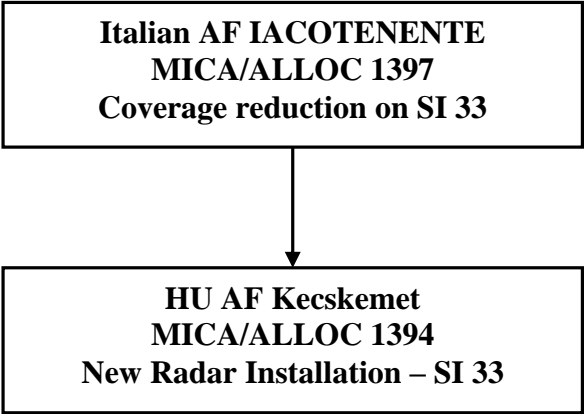 Italian AF IACOTENENTE
MICA/ALLOC 1397
Coverage reduction on SI 33
HU AF Kecskemet
MICA/ALLOC 1394
New Radar Installation – SI 33